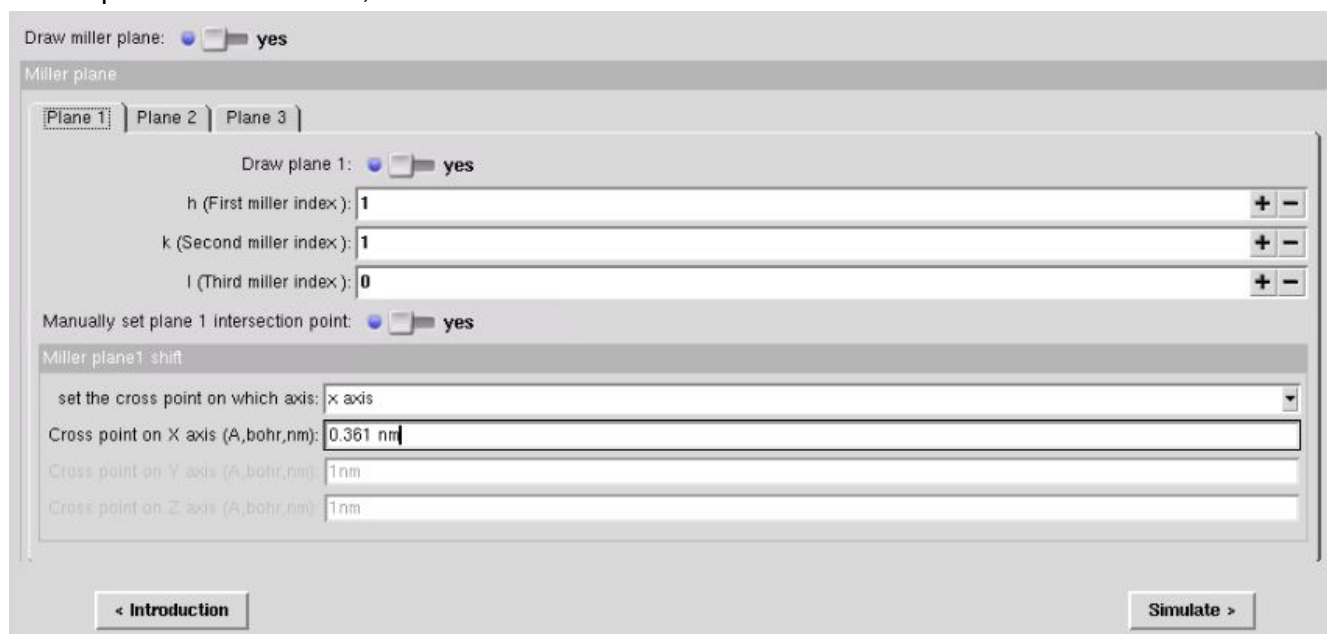 Draw miller plane: yes
Miller plane
Plane 1 Plane 2 Plane 3
Draw plane 1: yes
h (First miller index ): 1 + −
k (Second miller index ): 1 + −
l (Third miller index ): 0 + −
Manually set plane 1 intersection point: yes
Miller plane1 shift
set the cross point on which axis: x axis
Cross point on X axis (A,bohr,nm): 0.361 nm
Cross point on Y axis (A,bohr,nm): 1nm
Cross point on Z axis (A,bohr,nm): 1nm
< Introduction Simulate >